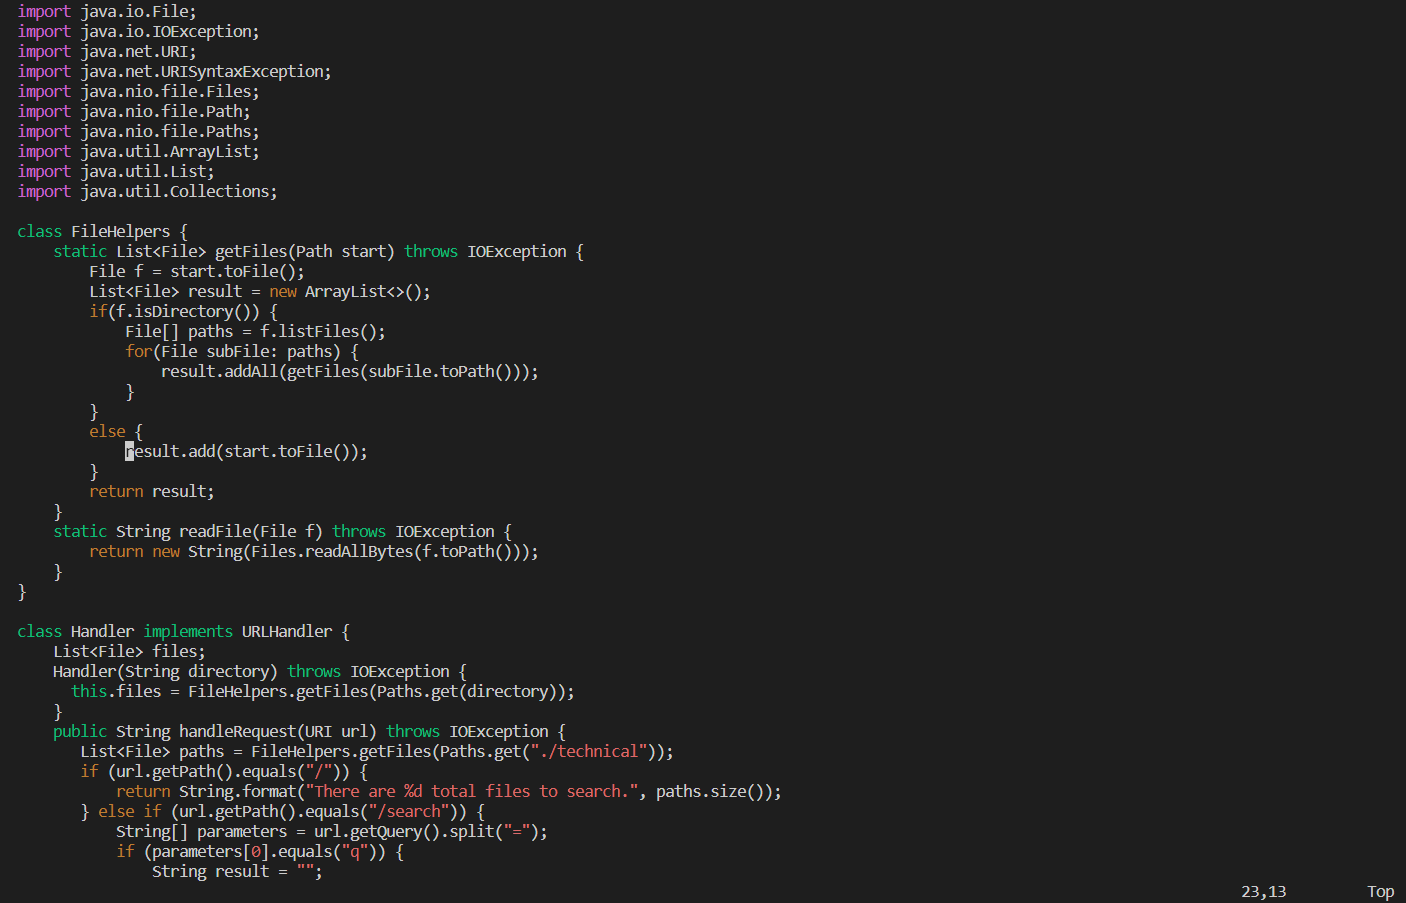 import java.io.File;
import java.io.IOException;
import java.net.URI;
import java.net.URISyntaxException;
import java.nio.file.Files;
import java.nio.file.Path;
import java.nio.file.Paths;
import java.util.ArrayList;
import java.util.List;
import java.util.Collections;

class FileHelpers {
    static List<File> getFiles(Path start) throws IOException {
        File f = start.toFile();
        List<File> result = new ArrayList<>();
        if(f.isDirectory()) {
            File[] paths = f.listFiles();
            for(File subFile: paths) {
                result.addAll(getFiles(subFile.toPath()));
            }
        }
        else {
            result.add(start.toFile());
        }
        return result;
    }
    static String readFile(File f) throws IOException {
        return new String(Files.readAllBytes(f.toPath()));
    }
}

class Handler implements URLHandler {
    List<File> files;
    Handler(String directory) throws IOException {
      this.files = FileHelpers.getFiles(Paths.get(directory));
    }
    public String handleRequest(URI url) throws IOException {
       List<File> paths = FileHelpers.getFiles(Paths.get("./technical"));
       if (url.getPath().equals("/")) {
           return String.format("There are %d total files to search.", paths.size());
       } else if (url.getPath().equals("/search")) {
           String[] parameters = url.getQuery().split("=");
           if (parameters[0].equals("q")) {
               String result = "";
23,13 Top